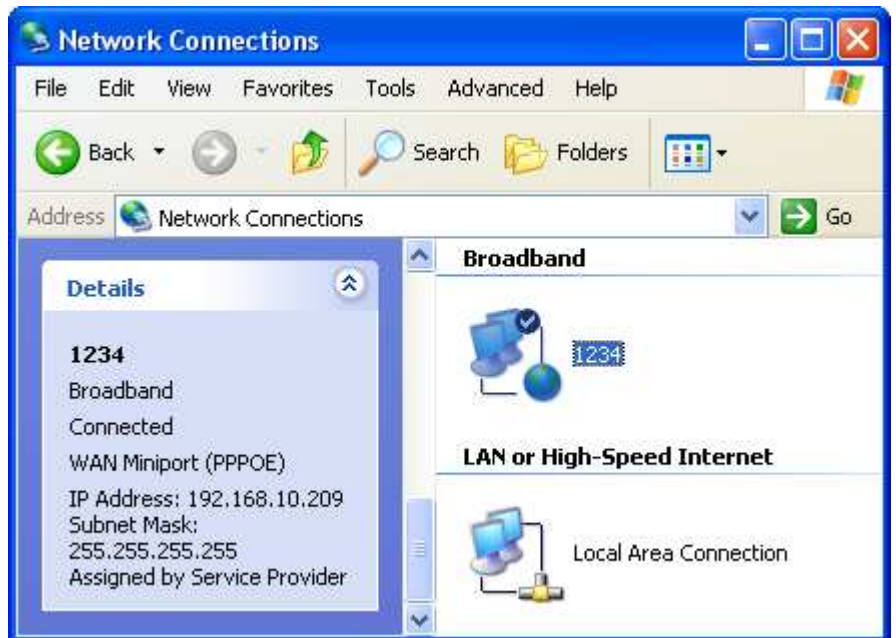 Network Connections
File Edit View Favorites Tools Advanced Help
Back Search Folders
Address Network Connections Go
Details
1234
Broadband
Connected
WAN Miniport (PPPOE)
IP Address: 192.168.10.209
Subnet Mask:
255.255.255.255
Assigned by Service Provider
Broadband
1234
LAN or High-Speed Internet
Local Area Connection